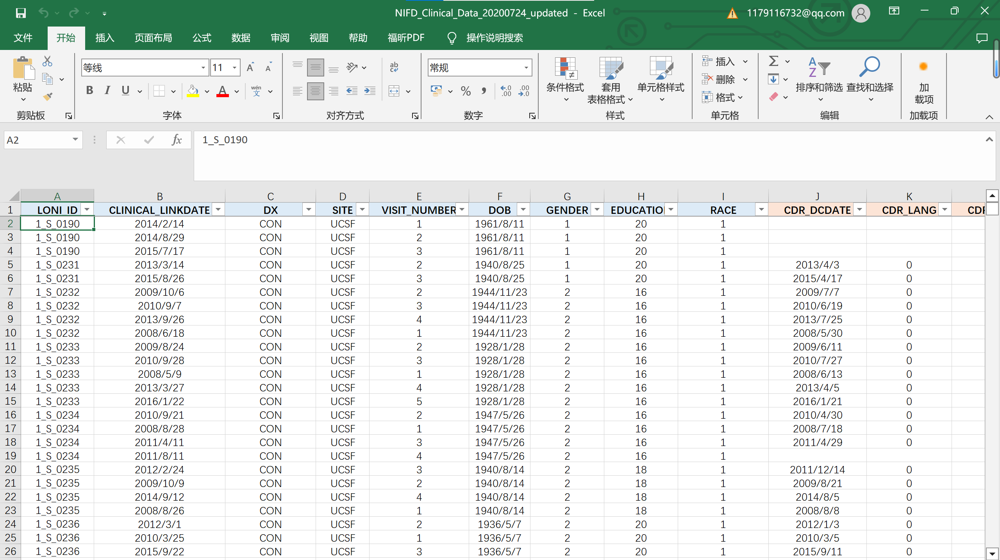 NIFD_Clinical_Data_20200724_updated - Excel
1179116732@qq.com
文件 开始 插入 页面布局 公式 数据 审阅 视图 帮助 福昕PDF 操作说明搜索
粘贴
剪贴板
等线 11
B I U A wén 文
字体
ab c
对齐方式
常规
% , .0 .00 .00 .0
数字
条件格式
套用
表格格式
单元格样式
样式
插入
删除
格式
单元格
Σ
排序和筛选
查找和选择
编辑
加
载项
加载项
A2 fx 1_S_0190
A B C D E F G H I J K
1 LONI_ID CLINICAL_LINKDATE DX SITE VISIT_NUMBER DOB GENDER EDUCATIO RACE CDR_DCDATE CDR_LANG
2 1_S_0190 2014/2/14 CON UCSF 1 1961/8/11 1 20 1
3 1_S_0190 2014/8/29 CON UCSF 2 1961/8/11 1 20 1
4 1_S_0190 2015/7/17 CON UCSF 3 1961/8/11 1 20 1
5 1_S_0231 2013/3/14 CON UCSF 2 1940/8/25 1 20 1 2013/4/3 0
6 1_S_0231 2015/8/26 CON UCSF 3 1940/8/25 1 20 1 2015/4/17 0
7 1_S_0232 2009/10/6 CON UCSF 2 1944/11/23 2 16 1 2009/7/7 0
8 1_S_0232 2010/9/7 CON UCSF 3 1944/11/23 2 16 1 2010/6/19 0
9 1_S_0232 2013/9/26 CON UCSF 4 1944/11/23 2 16 1 2013/7/25 0
10 1_S_0232 2008/6/18 CON UCSF 1 1944/11/23 2 16 1 2008/5/30 0
11 1_S_0233 2009/8/24 CON UCSF 2 1928/1/28 2 16 1 2009/6/11 0
12 1_S_0233 2010/9/28 CON UCSF 3 1928/1/28 2 16 1 2010/7/27 0
13 1_S_0233 2008/5/9 CON UCSF 1 1928/1/28 2 16 1 2008/6/13 0
14 1_S_0233 2013/3/27 CON UCSF 4 1928/1/28 2 16 1 2013/4/5 0
15 1_S_0233 2016/1/22 CON UCSF 5 1928/1/28 2 16 1 2016/1/21 0
16 1_S_0234 2010/9/21 CON UCSF 2 1947/5/26 2 16 1 2010/4/30 0
17 1_S_0234 2008/8/28 CON UCSF 1 1947/5/26 2 16 1 2008/7/18 0
18 1_S_0234 2011/4/11 CON UCSF 3 1947/5/26 2 16 1 2011/4/29 0
19 1_S_0234 2011/8/11 CON UCSF 4 1947/5/26 2 16 1
20 1_S_0235 2012/2/24 CON UCSF 3 1940/8/14 2 18 1 2011/12/14 0
21 1_S_0235 2009/10/9 CON UCSF 2 1940/8/14 2 18 1 2009/8/21 0
22 1_S_0235 2014/9/12 CON UCSF 4 1940/8/14 2 18 1 2014/8/5 0
23 1_S_0235 2008/8/26 CON UCSF 1 1940/8/14 2 18 1 2008/8/8 0
24 1_S_0236 2012/3/1 CON UCSF 2 1936/5/7 2 20 1 2012/1/3 0
25 1_S_0236 2010/3/25 CON UCSF 1 1936/5/7 2 20 1 2010/3/5 0
26 1_S_0236 2015/9/22 CON UCSF 3 1936/5/7 2 20 1 2015/9/11 0